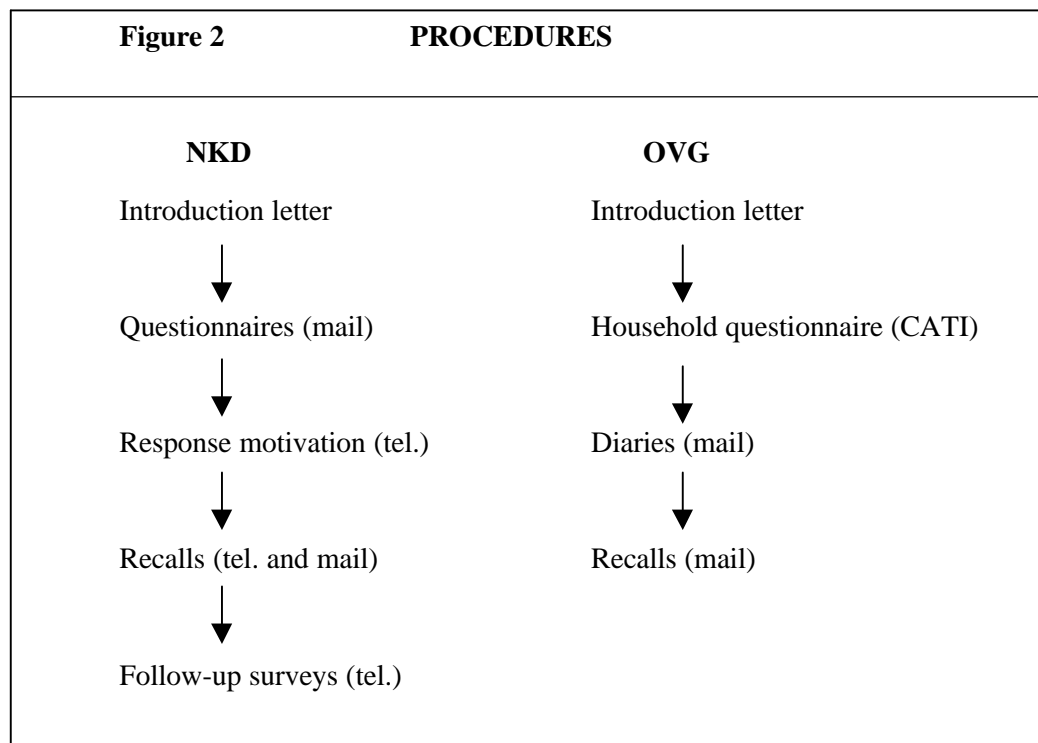 Figure 2 PROCEDURES
NKD
Introduction letter
Questionnaires (mail)
Response motivation (tel.)
Recalls (tel. and mail)
Follow-up surveys (tel.)
OVG
Introduction letter
Household questionnaire (CATI)
Diaries (mail)
Recalls (mail)